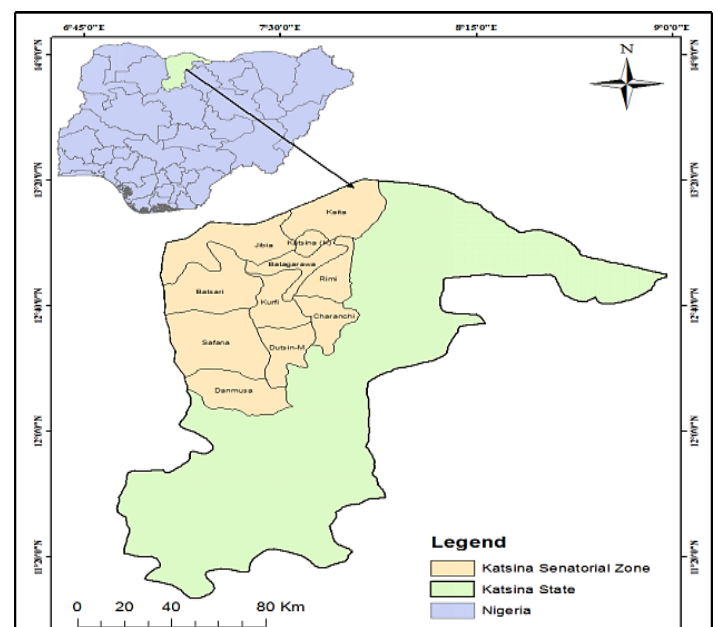 6°45'0"E 7°30'0"E 8°15'0"E 9°0'0"E
N
Kaita
Jibia
Katsina (K)
Batagarawa
Rimi
Batsari
Kurfi
Charanchi
Safana
Dutsin-M
Danmusa
Legend
Katsina Senatorial Zone
Katsina State
Nigeria
0 20 40 80 Km